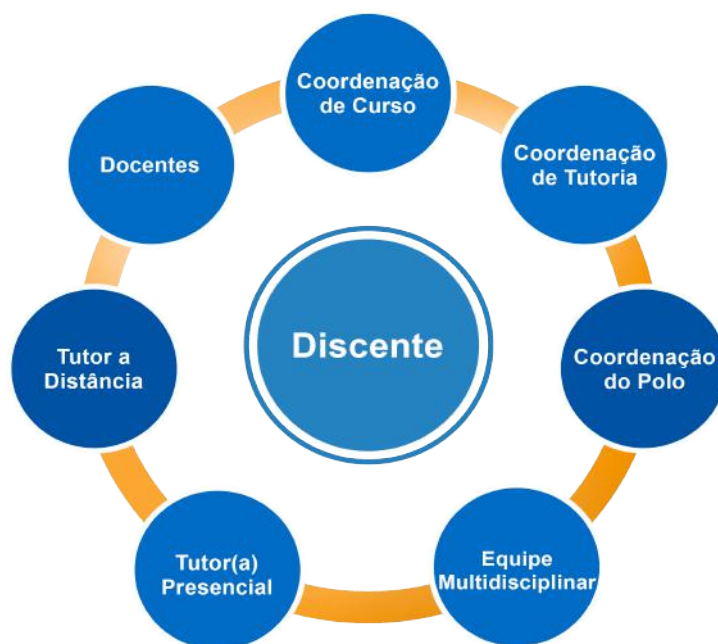 Coordenação
de Curso
Docentes
Coordenação
de Tutoria
Discente
Tutor a
Distância
Coordenação
do Polo
Tutor(a)
Presencial
Equipe
Multidisciplinar